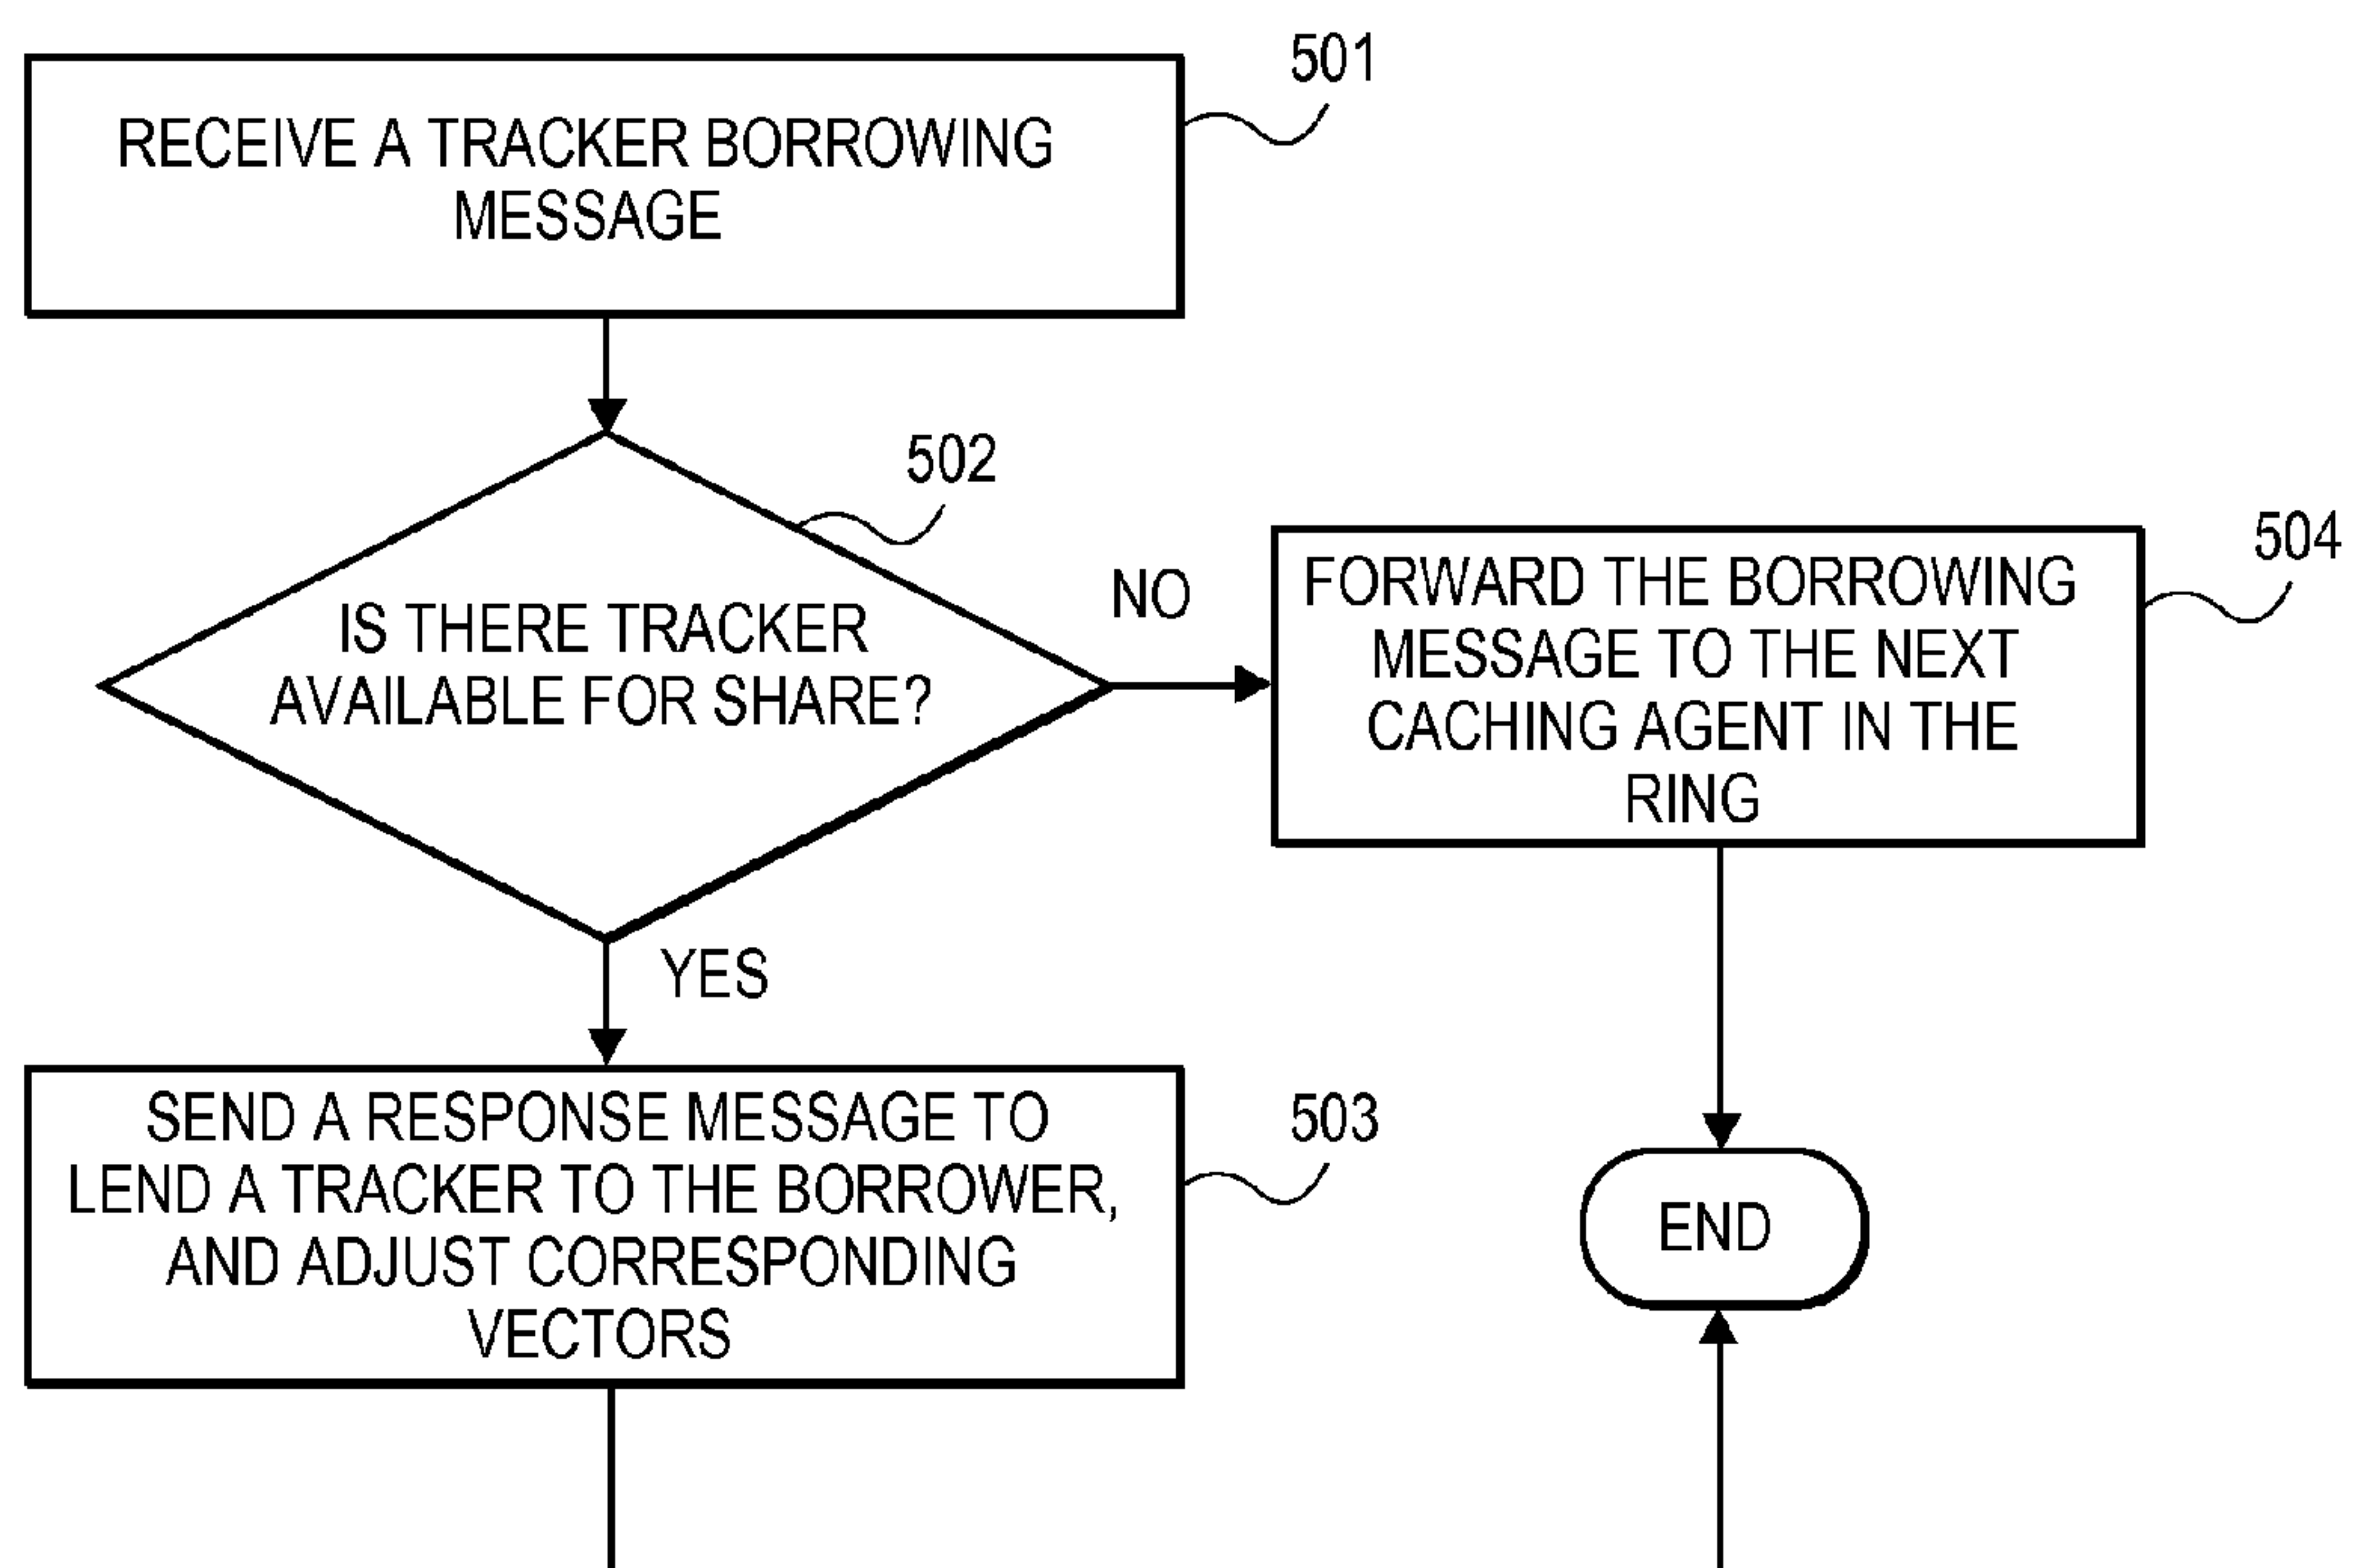 501
RECEIVE A TRACKER BORROWING
MESSAGE
502
IS THERE TRACKER
AVAILABLE FOR SHARE?
NO
504
FORWARD THE BORROWING
MESSAGE TO THE NEXT
CACHING AGENT IN THE
RING
YES
503
SEND A RESPONSE MESSAGE TO
LEND A TRACKER TO THE BORROWER,
AND ADJUST CORRESPONDING
VECTORS
END